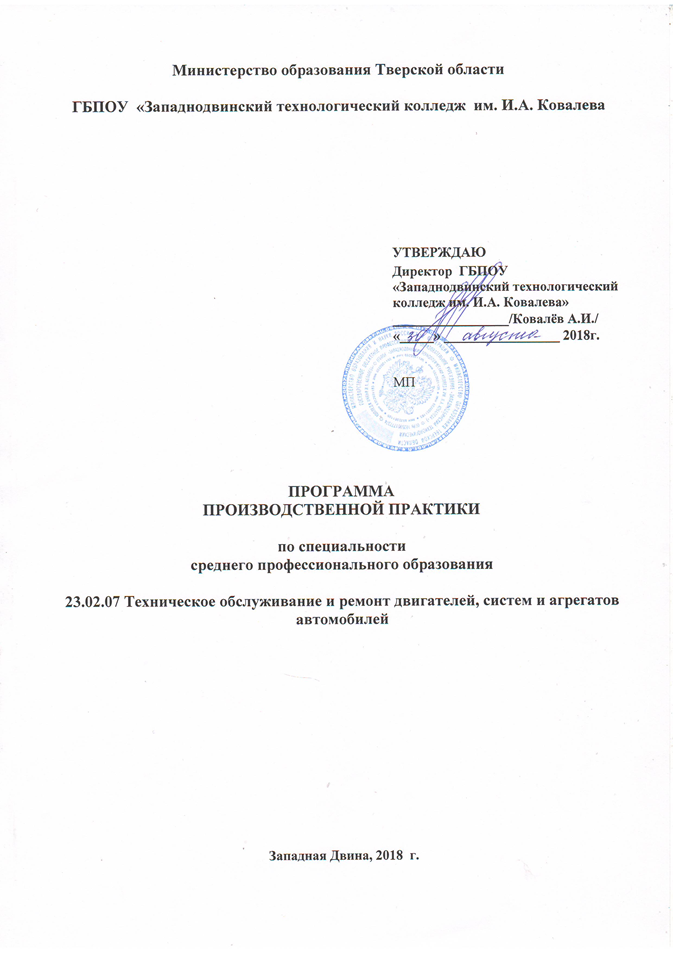 Министерство образования Тверской области
ГБПОУ «Западнодвинский технологический колледж им. И.А. Ковалева
УТВЕРЖДАЮ
Директор ГБПОУ
«Западнодвинский технологический
колледж им. И.А. Ковалева»
/Ковалёв А.И./
«30» августа 2018г.
МП
ПРОГРАММА
ПРОИЗВОДСТВЕННОЙ ПРАКТИКИ
по специальности
среднего профессионального образования
23.02.07 Техническое обслуживание и ремонт двигателей, систем и агрегатов
автомобилей
Западная Двина, 2018 г.